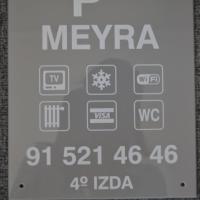 P
MEYRA
TV WiFi
VISA WC
91 521 46 46
4º IZDA